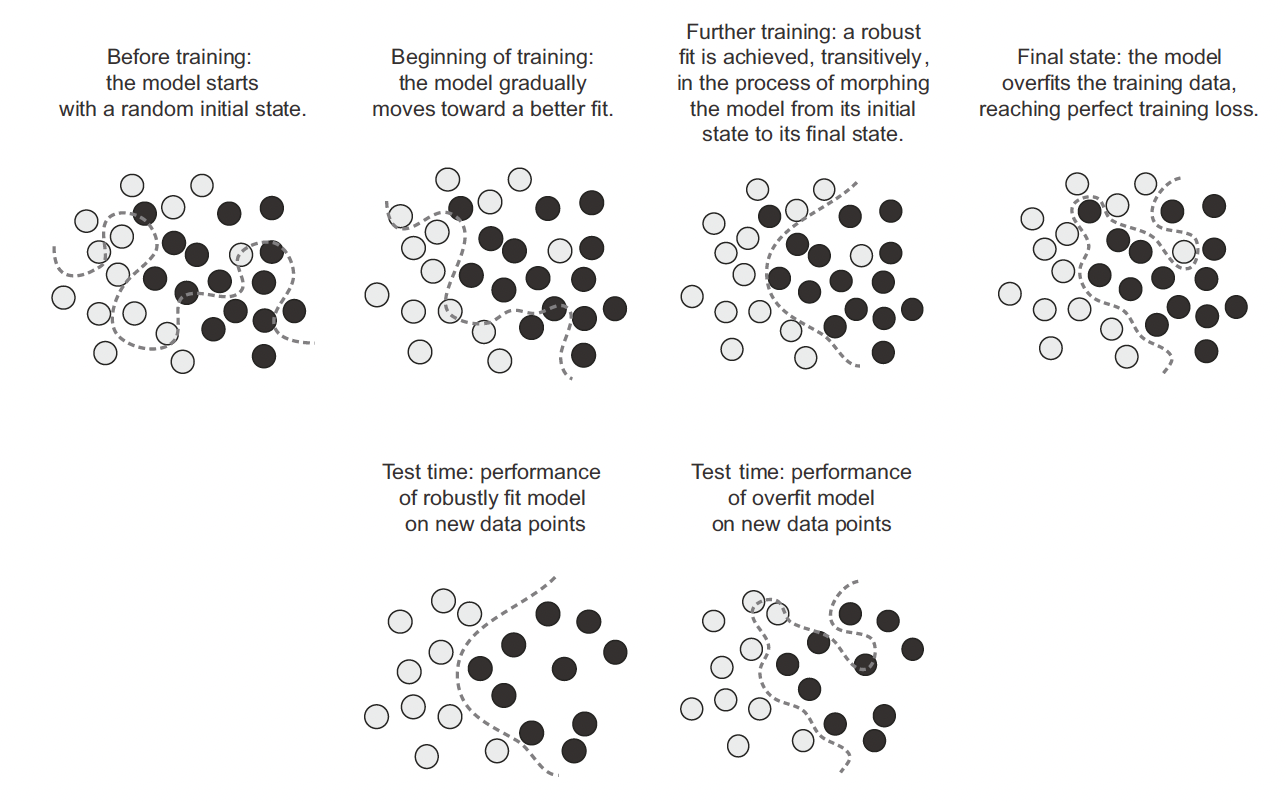 Before training:
the model starts
with a random initial state.
Beginning of training:
the model gradually
moves toward a better fit.
Further training: a robust
fit is achieved, transitively,
in the process of morphing
the model from its initial
state to its final state.
Final state: the model
overfits the training data,
reaching perfect training loss.
Test time: performance
of robustly fit model
on new data points
Test time: performance
of overfit model
on new data points